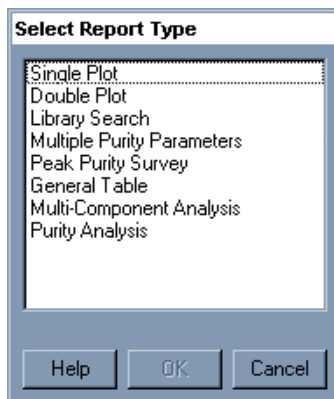 Select Report Type
Single Plot
Double Plot
Library Search
Multiple Purity Parameters
Peak Purity Survey
General Table
Multi-Component Analysis
Purity Analysis
Help OK Cancel